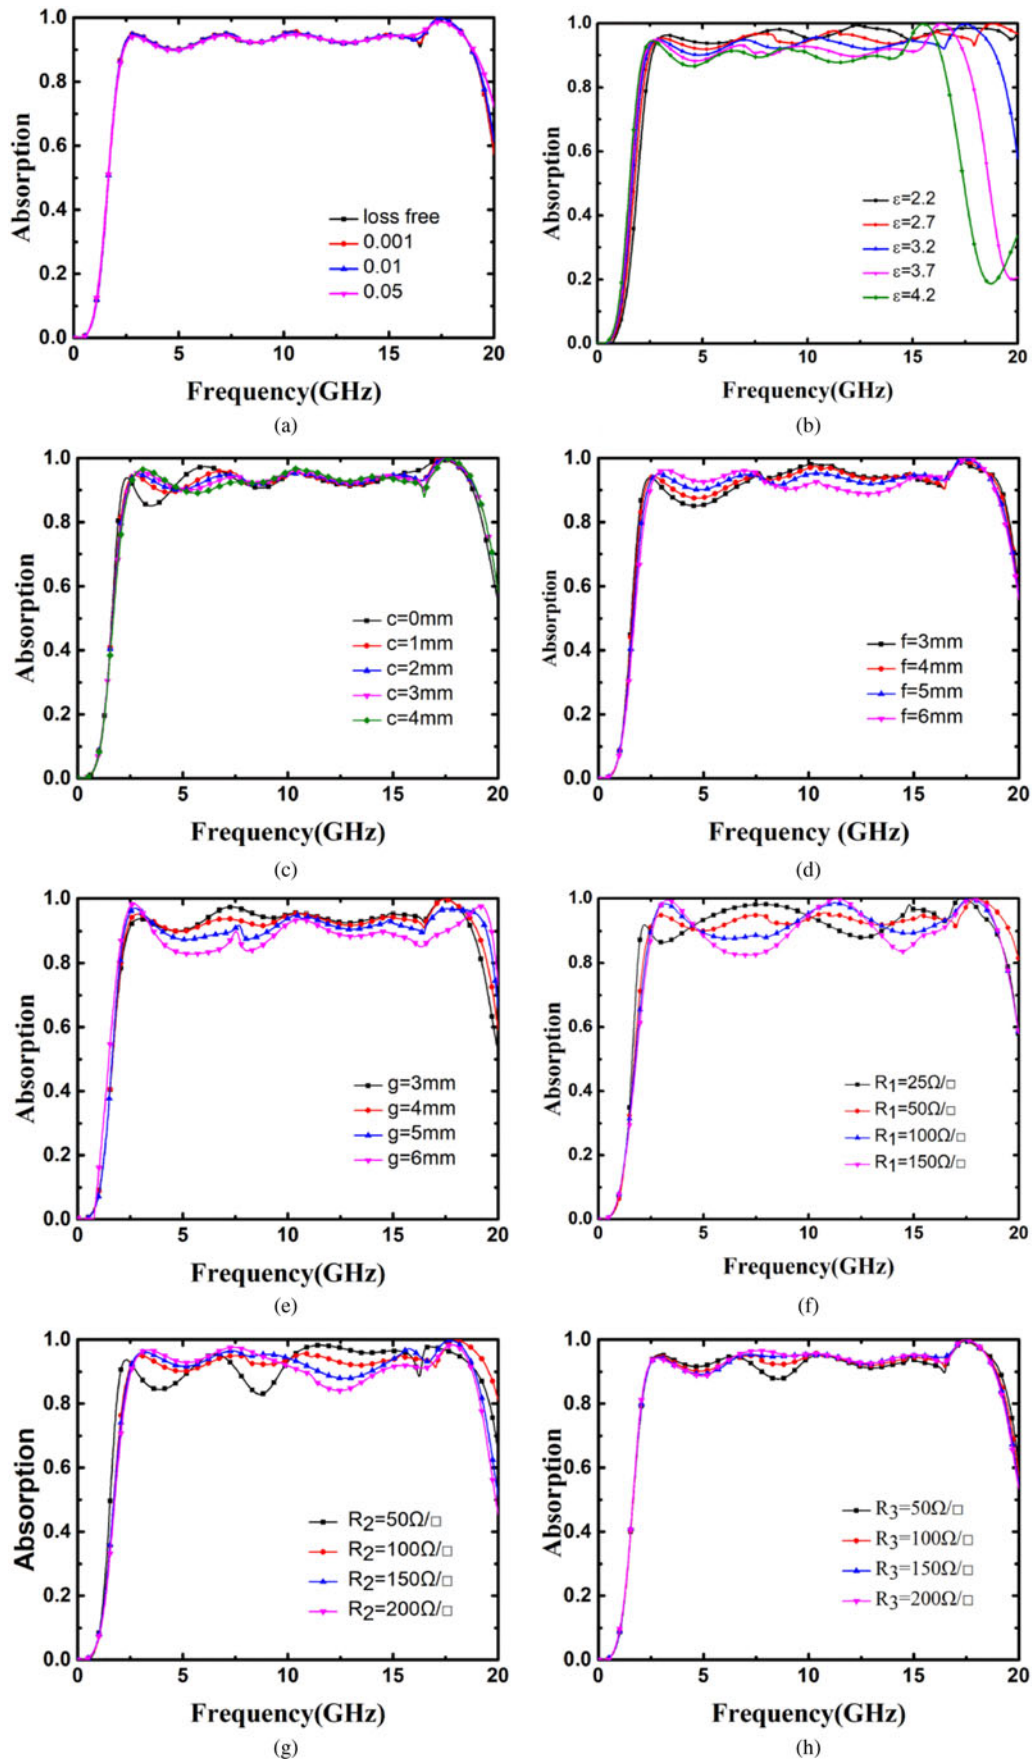 1.0
0.8
0.6
0.4
0.2
0.0
0 5 10 15 20
Absorption
Frequency(GHz)
loss free
0.001
0.01
0.05
(a)
1.0
0.8
0.6
0.4
0.2
0.0
0 5 10 15 20
Absorption
Frequency(GHz)
ε=2.2
ε=2.7
ε=3.2
ε=3.7
ε=4.2
(b)
1.0
0.8
0.6
0.4
0.2
0.0
0 5 10 15 20
Absorption
Frequency(GHz)
c=0mm
c=1mm
c=2mm
c=3mm
c=4mm
(c)
1.0
0.8
0.6
0.4
0.2
0.0
0 5 10 15 20
Absorption
Frequency (GHz)
f=3mm
f=4mm
f=5mm
f=6mm
(d)
1.0
0.8
0.6
0.4
0.2
0.0
0 5 10 15 20
Absorption
Frequency(GHz)
g=3mm
g=4mm
g=5mm
g=6mm
(e)
1.0
0.8
0.6
0.4
0.2
0.0
0 5 10 15 20
Absorption
Frequency(GHz)
R1=25Ω/□
R1=50Ω/□
R1=100Ω/□
R1=150Ω/□
(f)
1.0
0.8
0.6
0.4
0.2
0.0
0 5 10 15 20
Absorption
Frequency(GHz)
R2=50Ω/□
R2=100Ω/□
R2=150Ω/□
R2=200Ω/□
(g)
1.0
0.8
0.6
0.4
0.2
0.0
0 5 10 15 20
Absorption
Frequency(GHz)
R3=50Ω/□
R3=100Ω/□
R3=150Ω/□
R3=200Ω/□
(h)